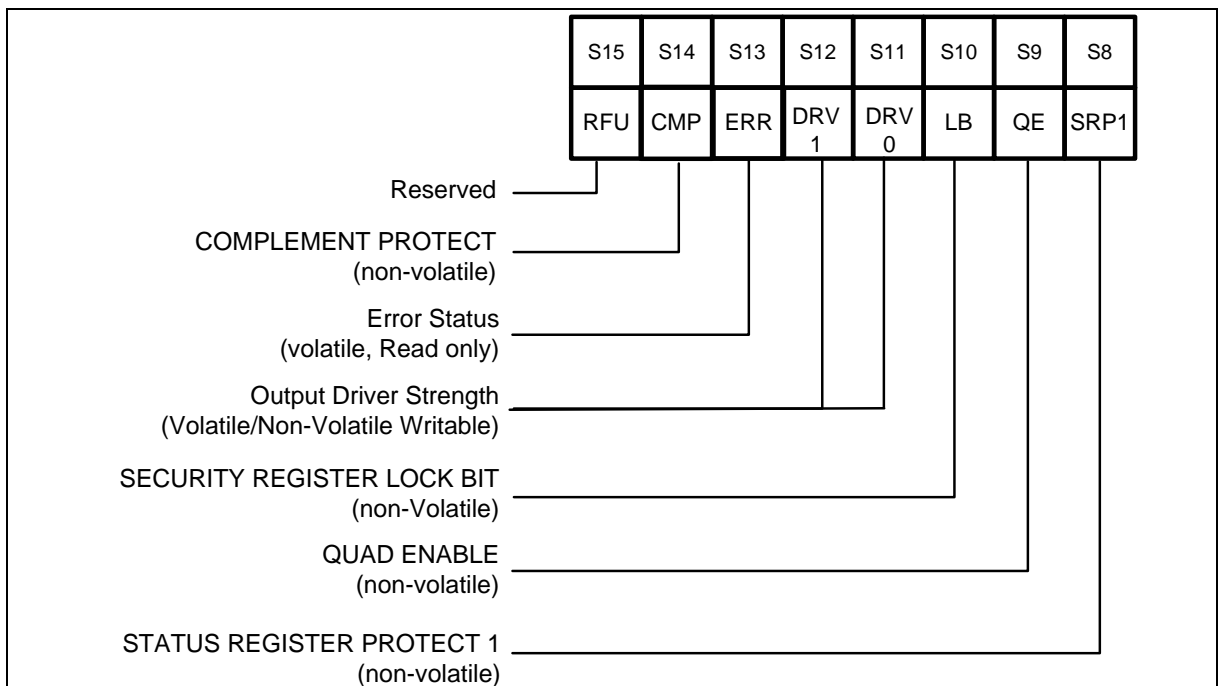 S15 S14 S13 S12 S11 S10 S9 S8
RFU CMP ERR DRV 1 DRV 0 LB QE SRP1
Reserved
COMPLEMENT PROTECT
(non-volatile)
Error Status
(volatile, Read only)
Output Driver Strength
(Volatile/Non-Volatile Writable)
SECURITY REGISTER LOCK BIT
(non-Volatile)
QUAD ENABLE
(non-volatile)
STATUS REGISTER PROTECT 1
(non-volatile)